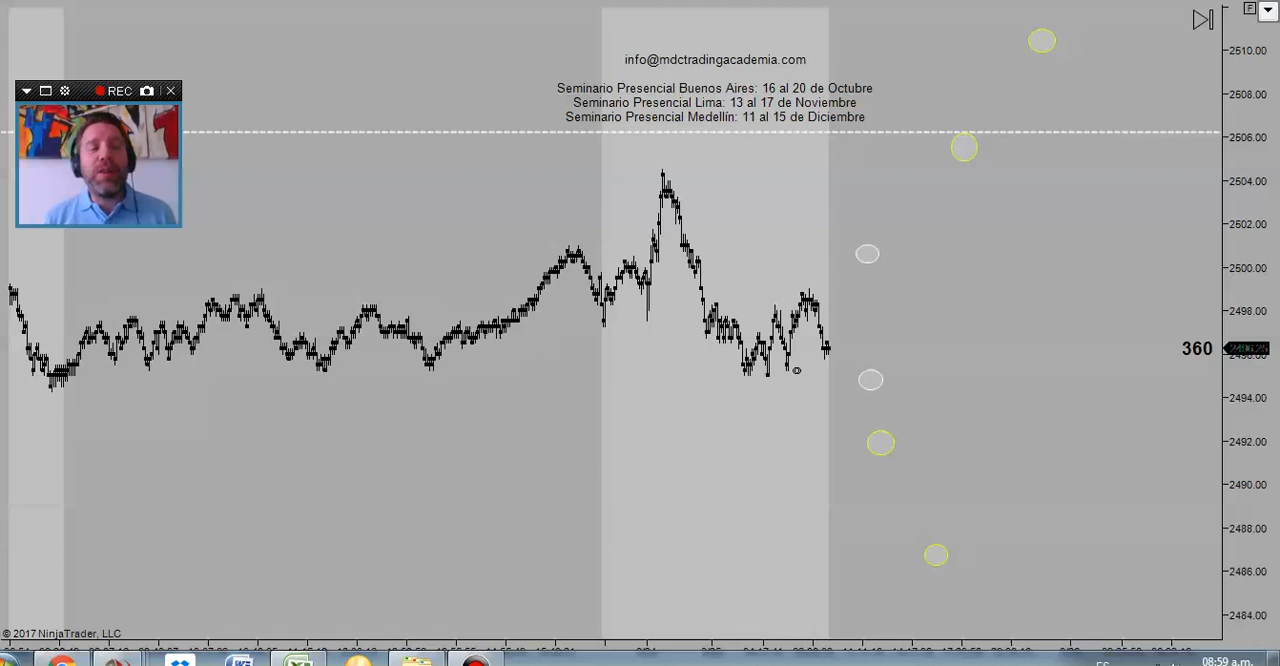 F
2510.00
info@mdctradingacademia.com
REC
Seminario Presencial Buenos Aires: 16 al 20 de Octubre
2508.00
Seminario Presencial Lima: 13 al 17 de Noviembre
Seminario Presencial Medellín: 11 al 15 de Diciembre
2506.00
2504.00
2502.00
2500.00
2498.00
360
2494.00
2492.00
2490.00
2488.00
2486.00
2484.00
© 2017 NinjaTrader, LLC
ES
08:59 a.m.